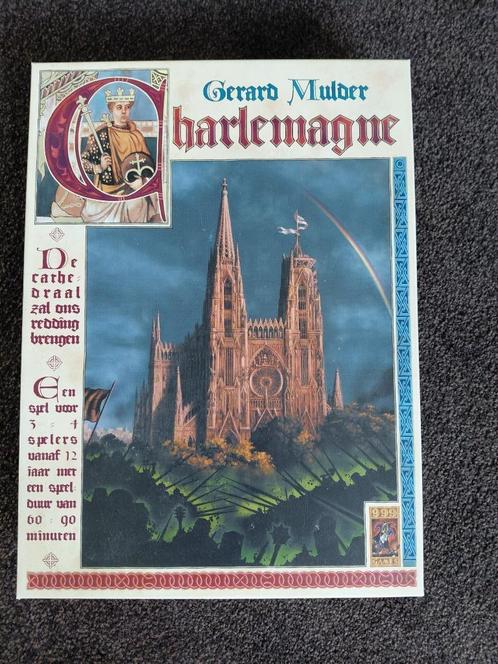 Gerard Mulder
Charlemagne
De
cathe-
draal
zal ons
redding
brengen
Een
spel voor
3 - 4
spelers
vanaf 12
jaar met
een speel-
duur van
60 - 90
minuten
999
GAMES